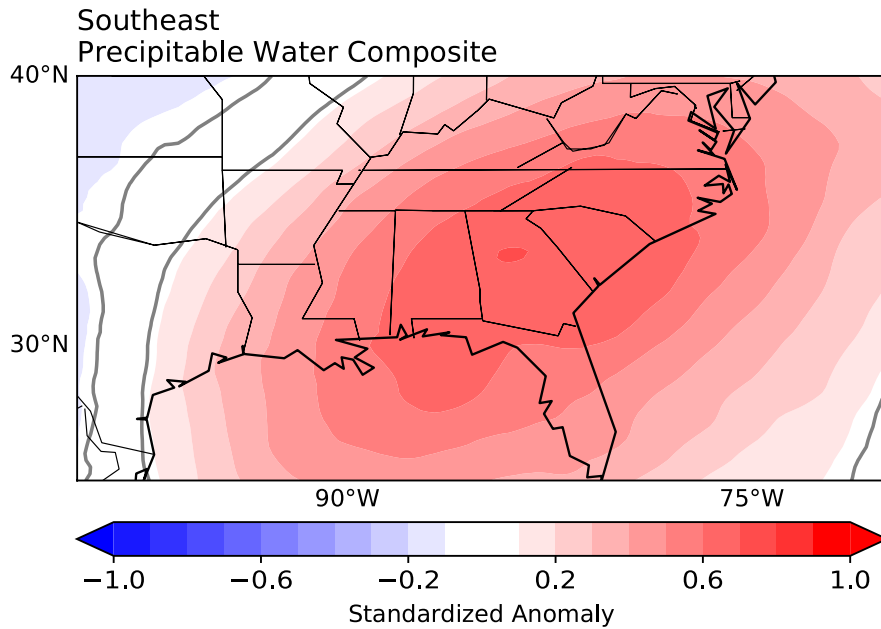 Southeast
Precipitable Water Composite
40°N
30°N
90°W 75°W
−1.0 −0.6 −0.2 0.2 0.6 1.0
Standardized Anomaly